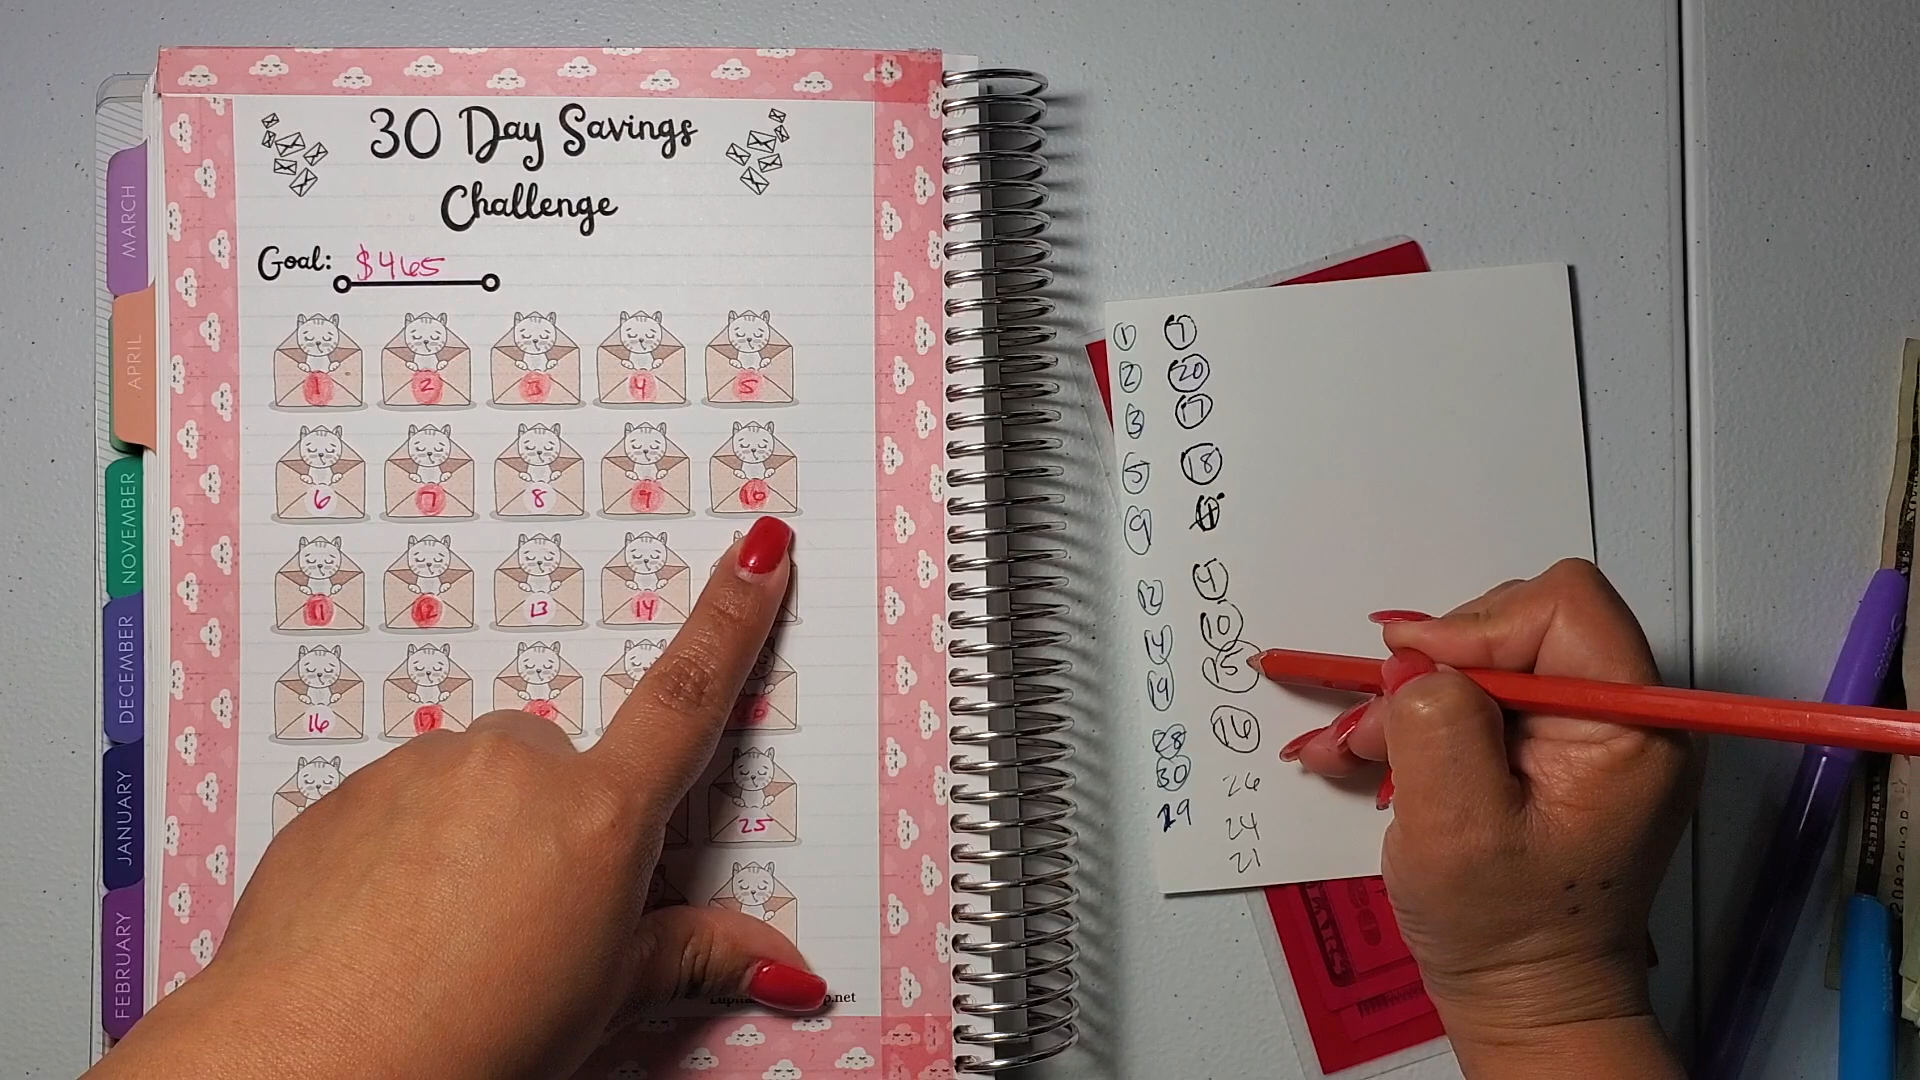 30 Day Savings
Challenge
Goal: $465
1 2 3 4 5
6 7 8 9 10
11 12 13 14
16 17
25
.net
MARCH
APRIL
NOVEMBER
DECEMBER
JANUARY
FEBRUARY
1
2
3
5
9
12
14
19
28
30
29
7
20
17
18
4
10
15
16
26
24
21